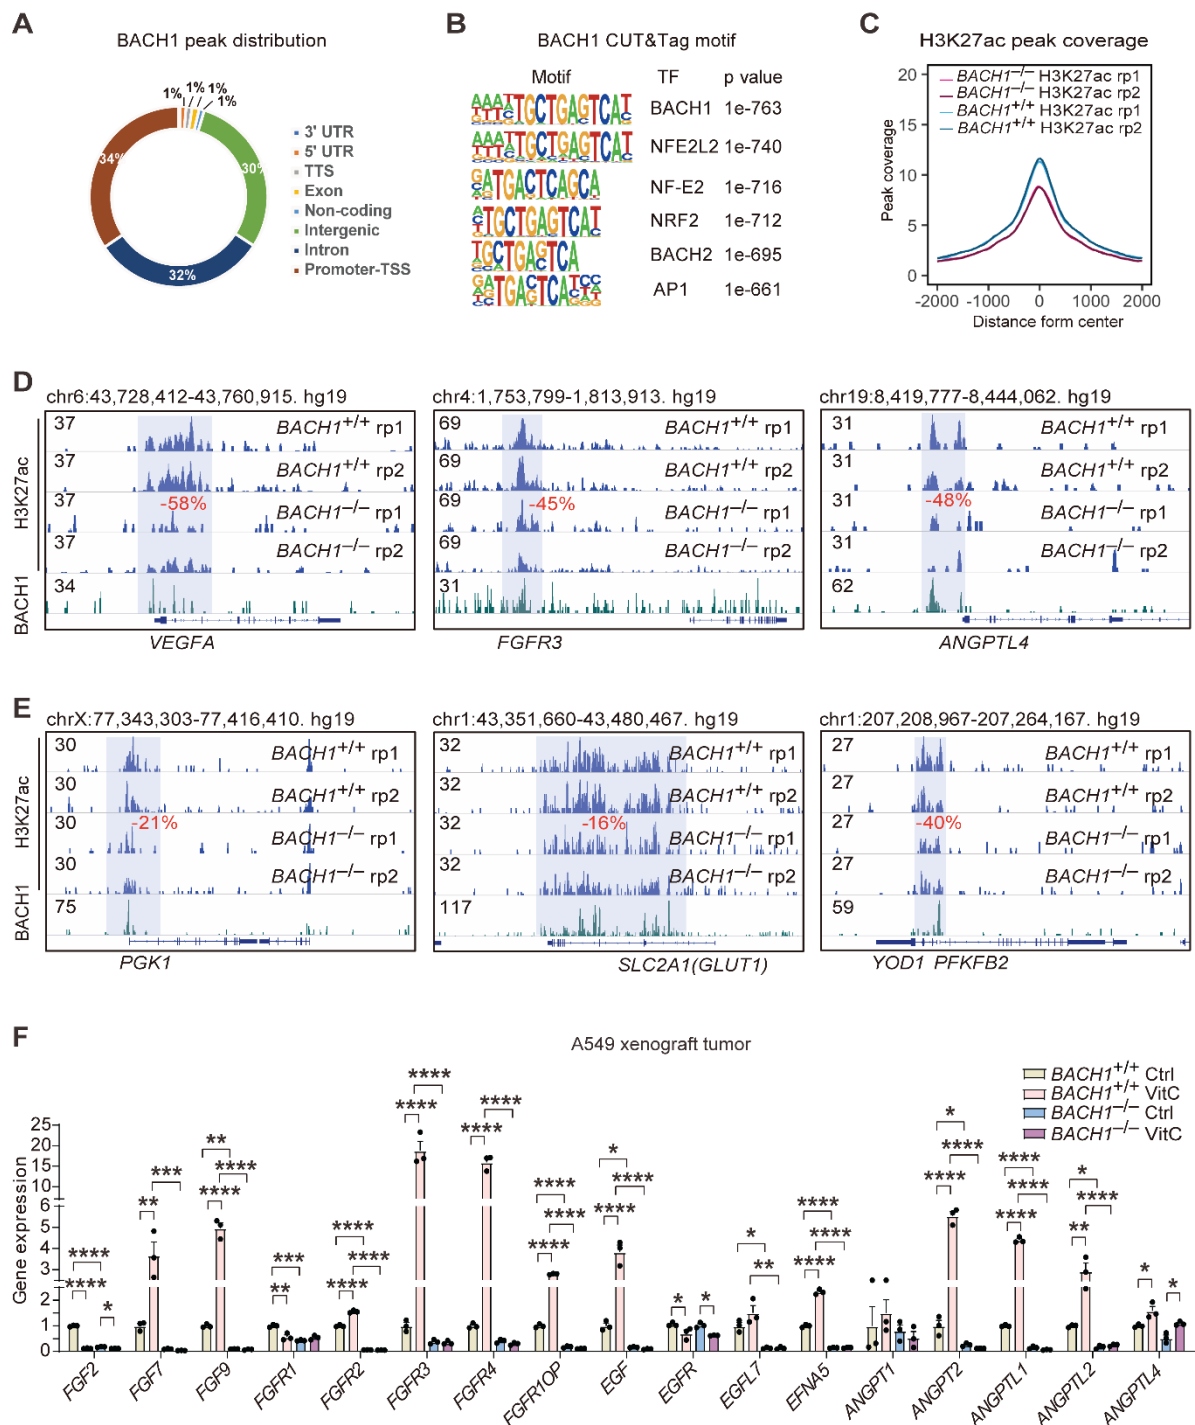 A
BACH1 peak distribution
1%
1%
1%
1%
34%
30%
32%
3' UTR
5' UTR
TTS
Exon
Non-coding
Intergenic
Intron
Promoter-TSS
B
BACH1 CUT&Tag motif
Motif TF p value
BACH1 1e-763
NFE2L2 1e-740
NF-E2 1e-716
NRF2 1e-712
BACH2 1e-695
AP1 1e-661
C
H3K27ac peak coverage
BACH1−/− H3K27ac rp1
BACH1−/− H3K27ac rp2
BACH1+/+ H3K27ac rp1
BACH1+/+ H3K27ac rp2
Peak coverage
20
15
10
5
0
-2000 -1000 0 1000 2000
Distance form center
D
H3K27ac
BACH1
chr6:43,728,412-43,760,915. hg19
37 BACH1+/+ rp1
37 BACH1+/+ rp2
-58%
37 BACH1−/− rp1
37 BACH1−/− rp2
34
VEGFA
chr4:1,753,799-1,813,913. hg19
69 BACH1+/+ rp1
69 BACH1+/+ rp2
-45%
69 BACH1−/− rp1
69 BACH1−/− rp2
31
FGFR3
chr19:8,419,777-8,444,062. hg19
31 BACH1+/+ rp1
31 BACH1+/+ rp2
-48%
31 BACH1−/− rp1
31 BACH1−/− rp2
62
ANGPTL4
E
H3K27ac
BACH1
chrX:77,343,303-77,416,410. hg19
30 BACH1+/+ rp1
30 BACH1+/+ rp2
-21%
30 BACH1−/− rp1
30 BACH1−/− rp2
75
PGK1
chr1:43,351,660-43,480,467. hg19
32 BACH1+/+ rp1
32 BACH1+/+ rp2
-16%
32 BACH1−/− rp1
32 BACH1−/− rp2
117
SLC2A1(GLUT1)
chr1:207,208,967-207,264,167. hg19
27 BACH1+/+ rp1
27 BACH1+/+ rp2
-40%
27 BACH1−/− rp1
27 BACH1−/− rp2
59
YOD1 PFKFB2
F
A549 xenograft tumor
BACH1+/+ Ctrl
BACH1+/+ VitC
BACH1−/− Ctrl
BACH1−/− VitC
Gene expression
25
20
15
10
6
5
4
3
2
1
0
FGF2 FGF7 FGF9 FGFR1 FGFR2 FGFR3 FGFR4 FGFR1OP EGF EGFR EGFL7 EFNA5 ANGPT1 ANGPT2 ANGPTL1 ANGPTL2 ANGPTL4